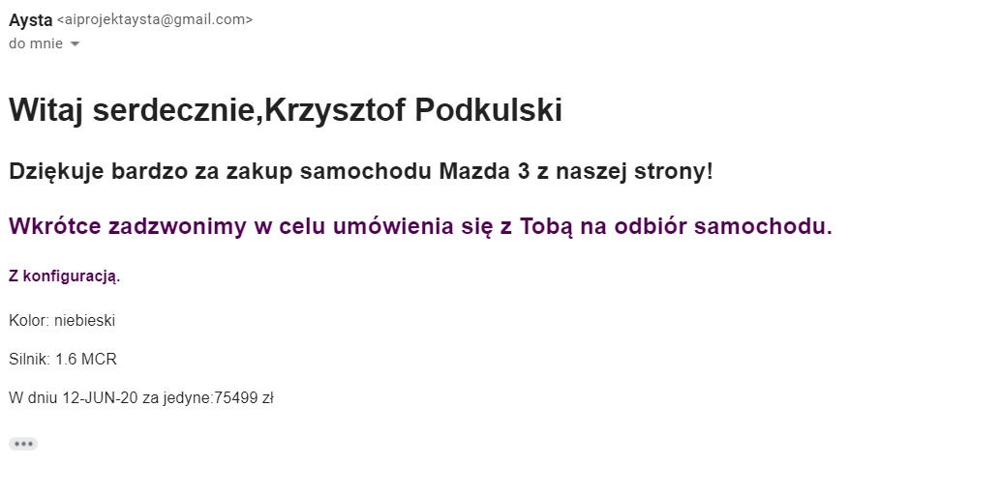 Aysta <aiprojektaysta@gmail.com>
do mnie
Witaj serdecznie,Krzysztof Podkulski
Dziękuje bardzo za zakup samochodu Mazda 3 z naszej strony!
Wkrótce zadzwonimy w celu umówienia się z Tobą na odbiór samochodu.
Z konfiguracją.
Kolor: niebieski
Silnik: 1.6 MCR
W dniu 12-JUN-20 za jedyne:75499 zł